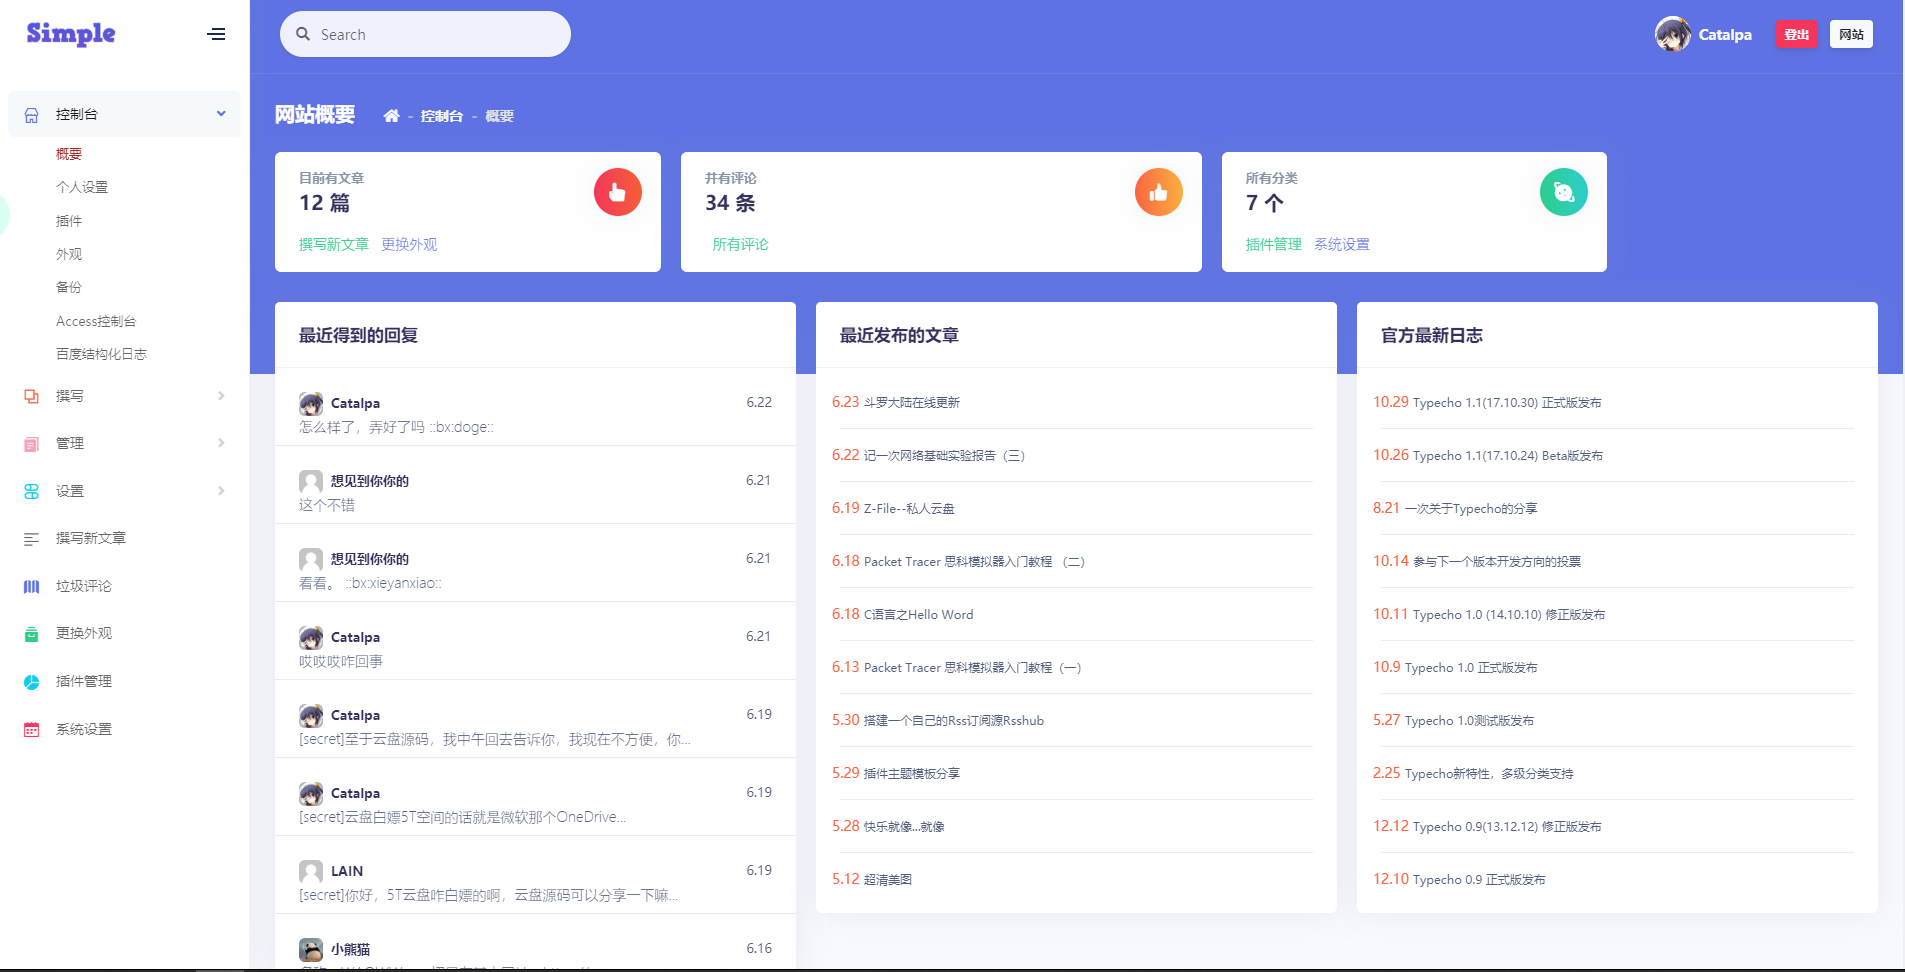 Simple
Search
Catalpa
登出
网站
控制台
概要
个人设置
插件
外观
备份
Access控制台
百度结构化日志
撰写
管理
设置
撰写新文章
垃圾评论
更换外观
插件管理
系统设置
网站概要
- 控制台 - 概要
目前有文章
12 篇
撰写新文章 更换外观
并有评论
34 条
所有评论
所有分类
7 个
插件管理 系统设置
最近得到的回复
Catalpa 6.22
怎么样了，弄好了吗 ::bx:doge::
想见到你你的 6.21
这个不错
想见到你你的 6.21
看看。 ::bx:xieyanxiao::
Catalpa 6.21
哎哎哎咋回事
Catalpa 6.19
[secret]至于云盘源码，我中午回去告诉你，我现在不方便，你...
Catalpa 6.19
[secret]云盘白嫖5T空间的话就是微软那个OneDrive...
LAIN 6.19
[secret]你好，5T云盘咋白嫖的啊，云盘源码可以分享一下嘛...
小熊猫 6.16
最近发布的文章
6.23 斗罗大陆在线更新
6.22 记一次网络基础实验报告（三）
6.19 Z-File--私人云盘
6.18 Packet Tracer 思科模拟器入门教程 （二）
6.18 C语言之Hello Word
6.13 Packet Tracer 思科模拟器入门教程（一）
5.30 搭建一个自己的Rss订阅源Rsshub
5.29 插件主题模板分享
5.28 快乐就像...就像
5.12 超清美图
官方最新日志
10.29 Typecho 1.1(17.10.30) 正式版发布
10.26 Typecho 1.1(17.10.24) Beta版发布
8.21 一次关于Typecho的分享
10.14 参与下一个版本开发方向的投票
10.11 Typecho 1.0 (14.10.10) 修正版发布
10.9 Typecho 1.0 正式版发布
5.27 Typecho 1.0测试版发布
2.25 Typecho新特性，多级分类支持
12.12 Typecho 0.9(13.12.12) 修正版发布
12.10 Typecho 0.9 正式版发布